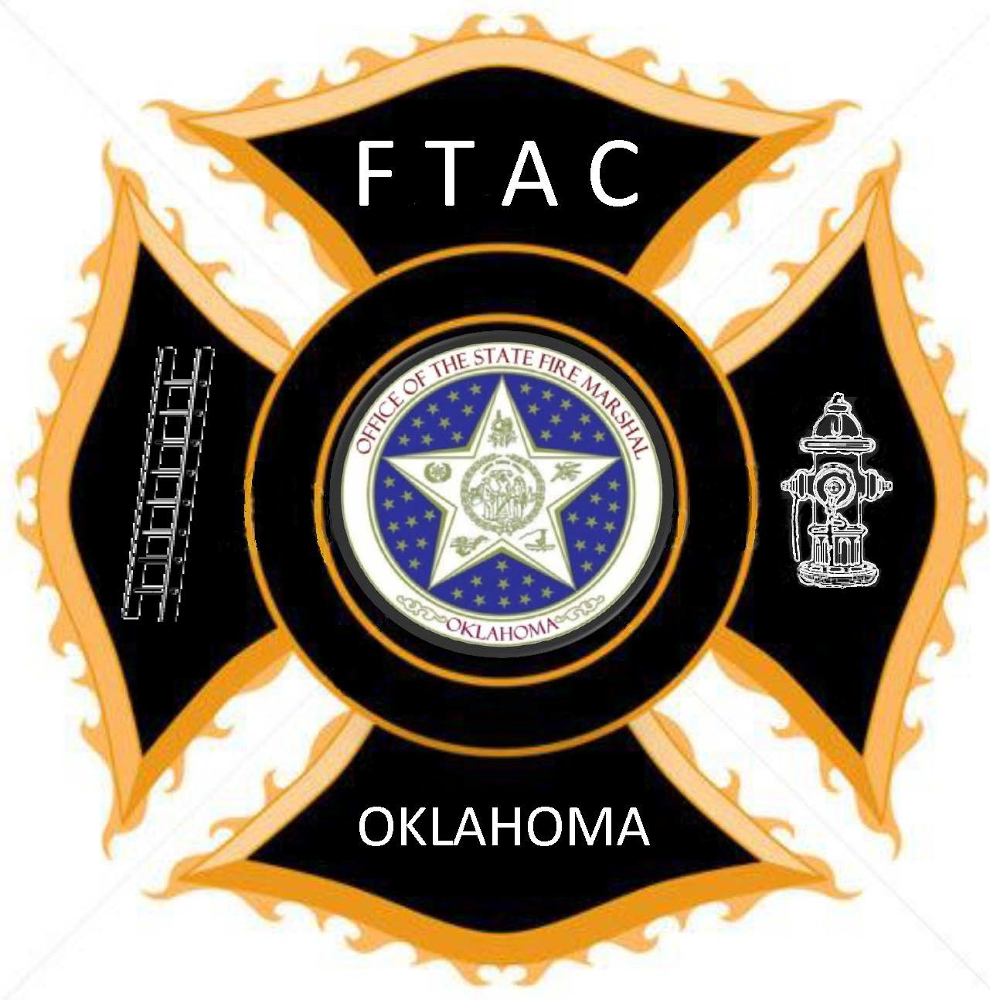 F T A C
OFFICE OF THE STATE FIRE MARSHAL
OKLAHOMA
OKLAHOMA